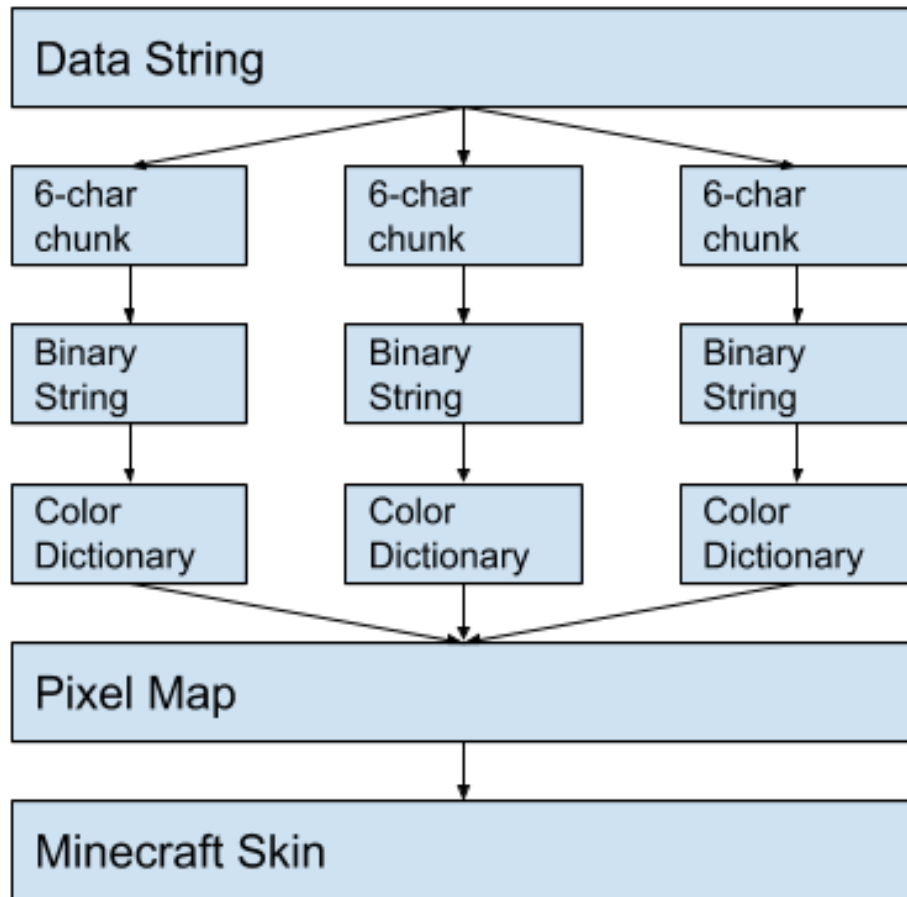 Data String
6-char
chunk
6-char
chunk
6-char
chunk
Binary
String
Binary
String
Binary
String
Color
Dictionary
Color
Dictionary
Color
Dictionary
Pixel Map
Minecraft Skin